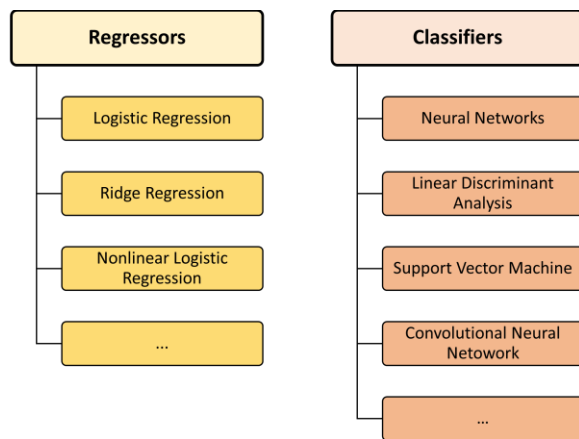 Regressors
Logistic Regression
Ridge Regression
Nonlinear Logistic
Regression
...
Classifiers
Neural Networks
Linear Discriminant
Analysis
Support Vector Machine
Convolutional Neural
Netowork
...